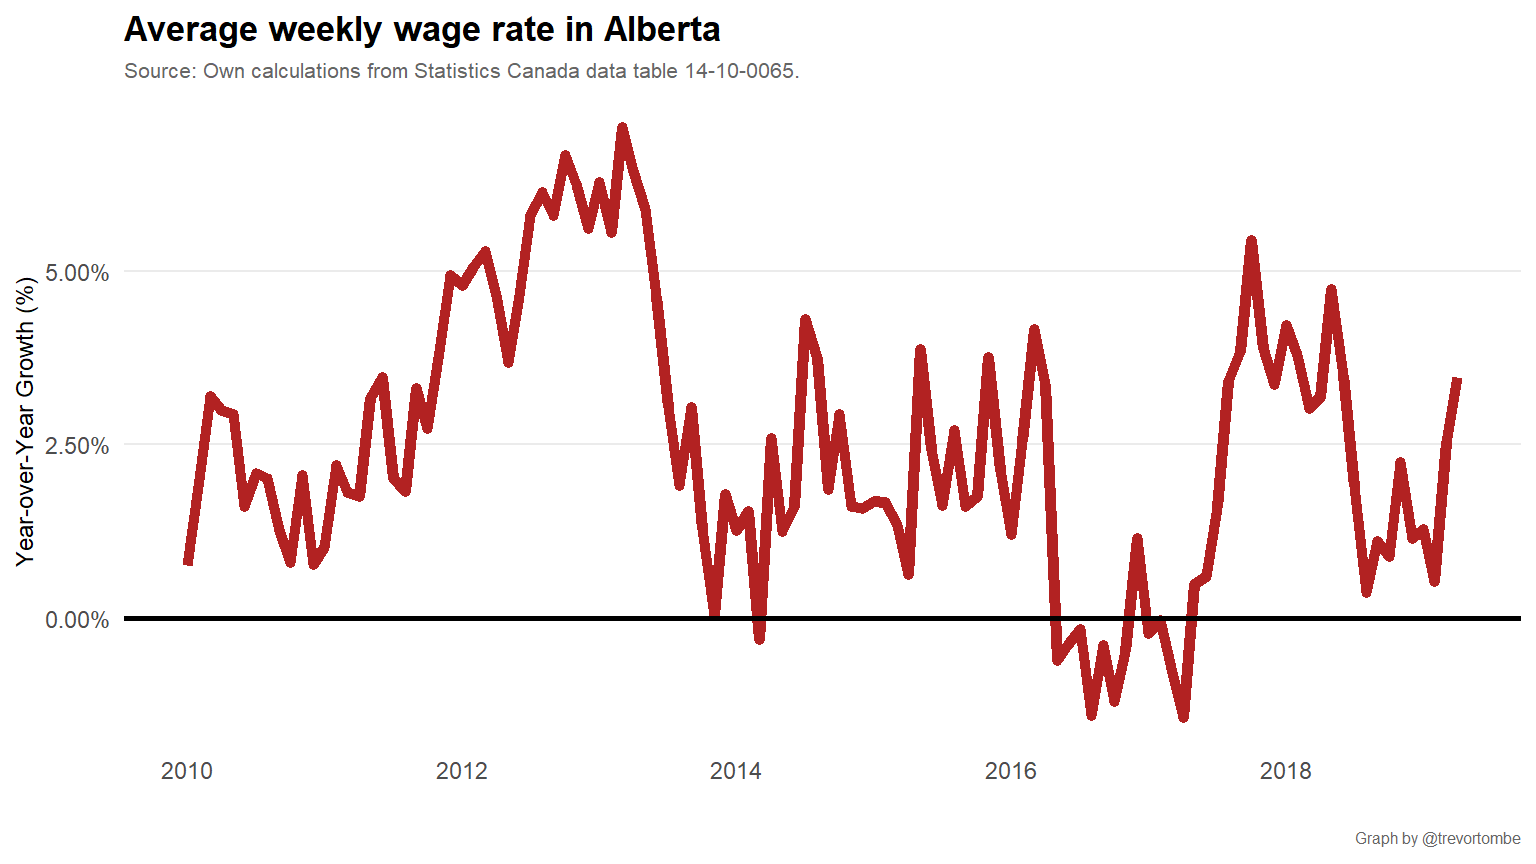 Average weekly wage rate in Alberta
Source: Own calculations from Statistics Canada data table 14-10-0065.
Year-over-Year Growth (%)
5.00%
2.50%
0.00%
2010 2012 2014 2016 2018
Graph by @trevortombe